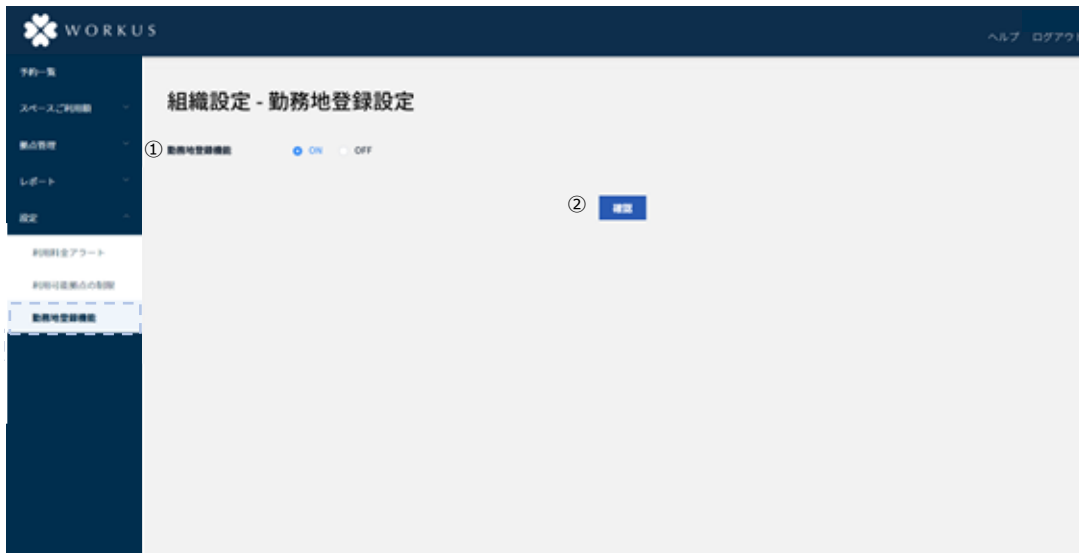 WORKUS
ヘルプ ログアウト
予約一覧
スペースご利用
拠点管理
レポート
設定
利用料金アラート
利用可能拠点の制限
勤務地登録機能
組織設定 - 勤務地登録設定
① 勤務地登録機能 ON OFF
② 確認